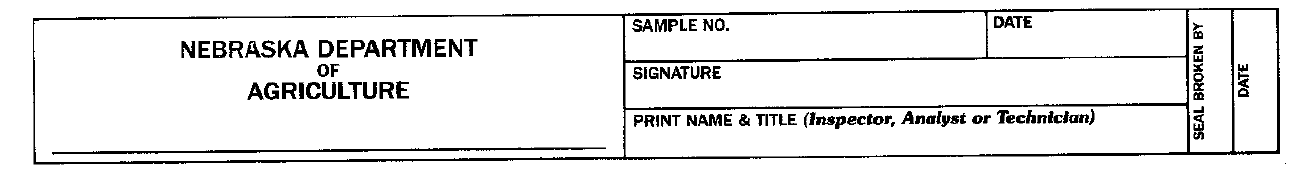 NEBRASKA DEPARTMENT
OF
AGRICULTURE
SAMPLE NO.
DATE
SIGNATURE
PRINT NAME & TITLE (Inspector, Analyst or Technician)
SEAL BROKEN BY
DATE